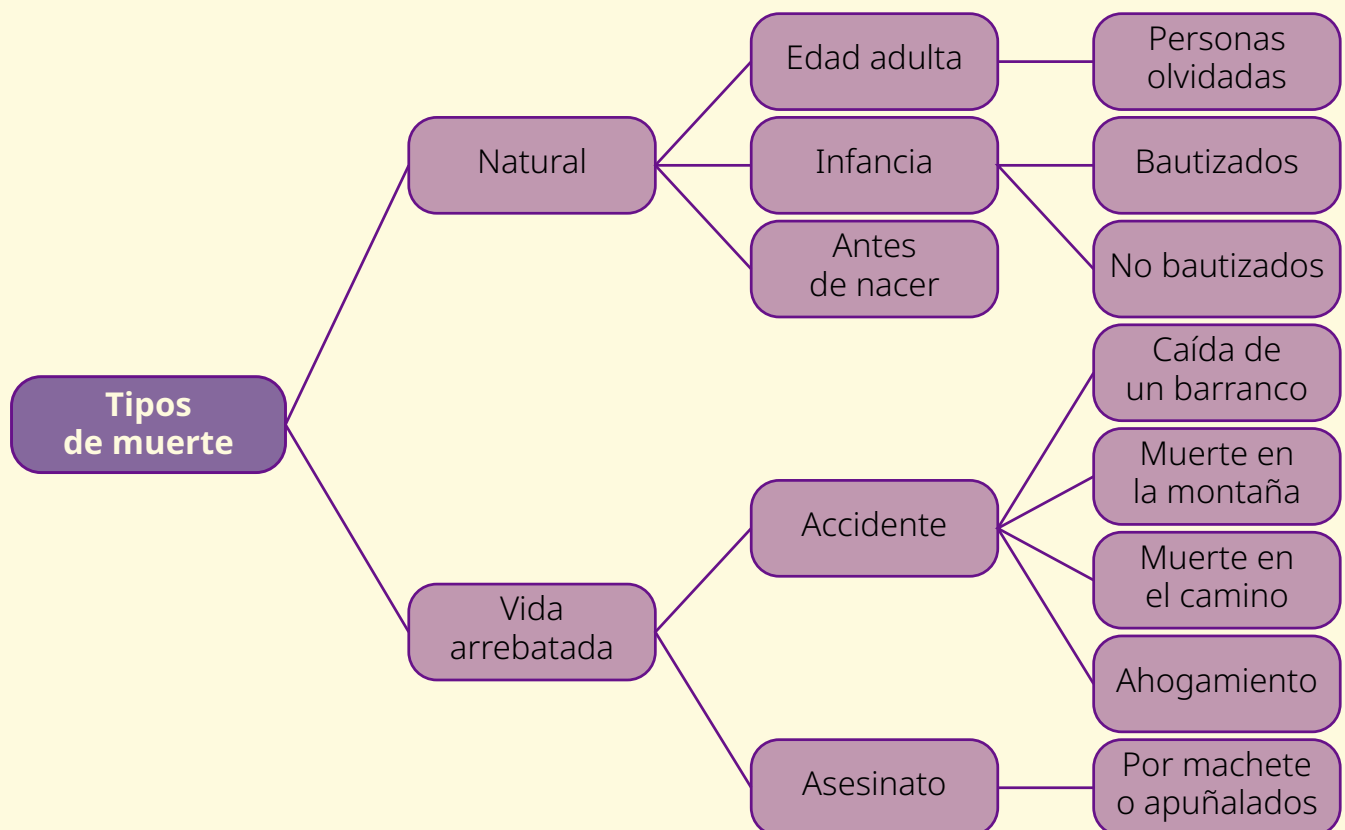 Tipos
de muerte
Natural
Edad adulta
Personas
olvidadas
Infancia
Bautizados
No bautizados
Antes
de nacer
Vida
arrebatada
Accidente
Caída de
un barranco
Muerte en
la montaña
Muerte en
el camino
Ahogamiento
Asesinato
Por machete
o apuñalados